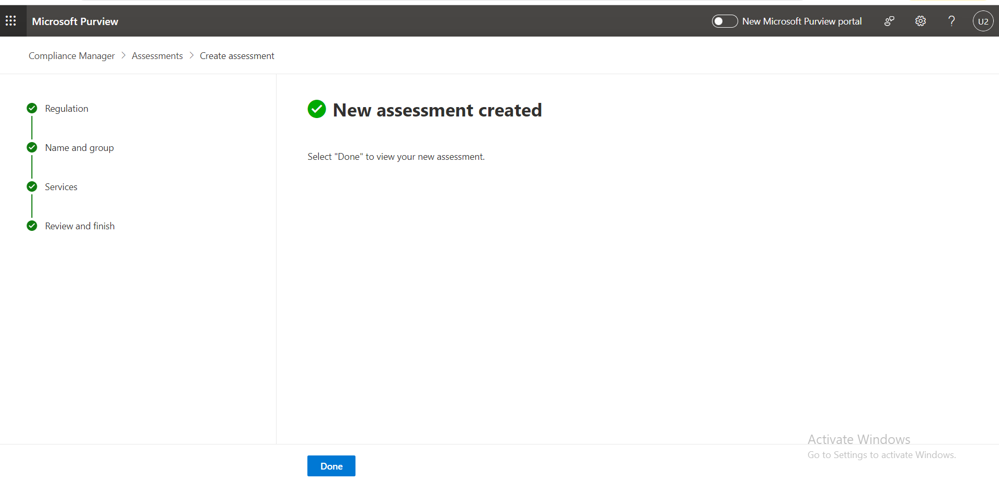 Microsoft Purview
New Microsoft Purview portal
?
U2
Compliance Manager > Assessments > Create assessment
Regulation
Name and group
Services
Review and finish
New assessment created
Select "Done" to view your new assessment.
Activate Windows
Go to Settings to activate Windows.
Done